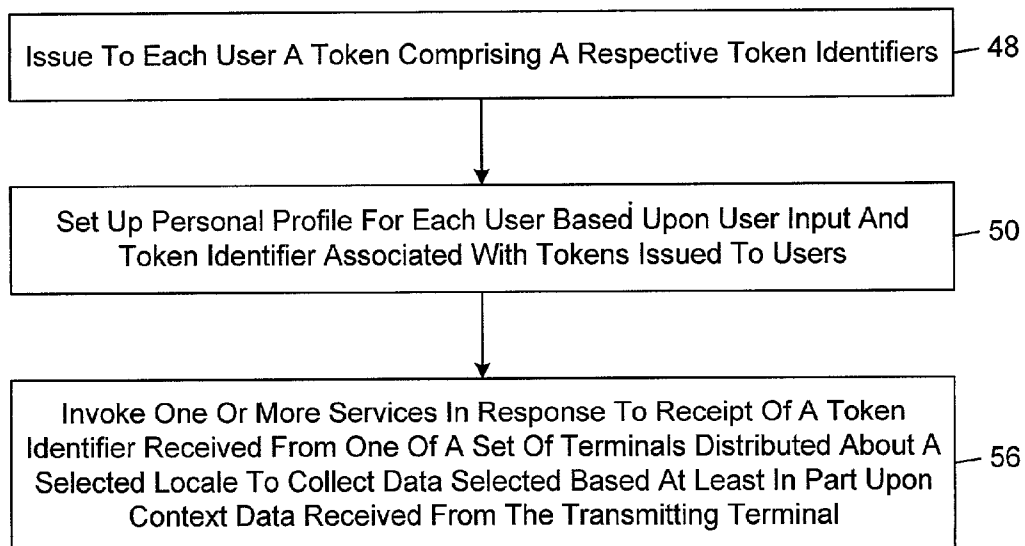 Issue To Each User A Token Comprising A Respective Token Identifiers
48
Set Up Personal Profile For Each User Based Upon User Input And
Token Identifier Associated With Tokens Issued To Users
50
Invoke One Or More Services In Response To Receipt Of A Token
Identifier Received From One Of A Set Of Terminals Distributed About A
Selected Locale To Collect Data Selected Based At Least In Part Upon
Context Data Received From The Transmitting Terminal
56